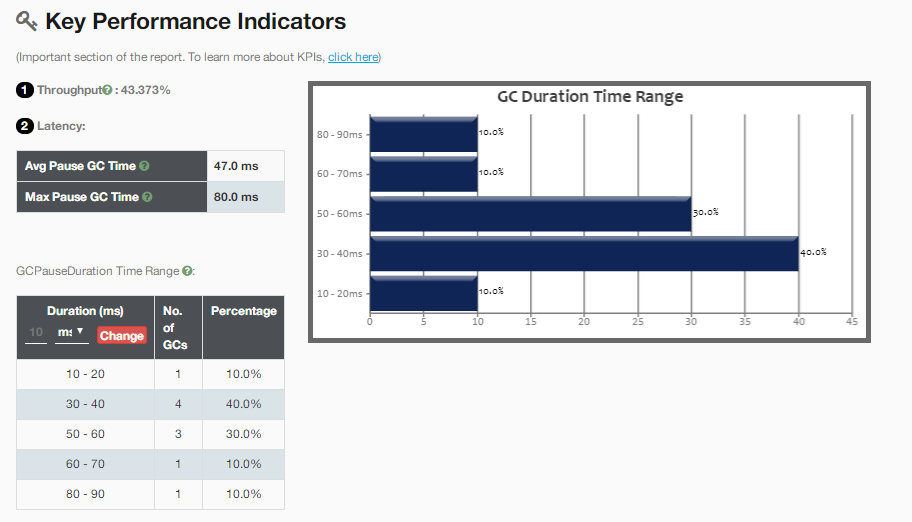 Key Performance Indicators
(Important section of the report. To learn more about KPIs, click here)
1 Throughput : 43.373%
2 Latency:
Avg Pause GC Time 47.0 ms
Max Pause GC Time 80.0 ms
GCPauseDuration Time Range :
Duration (ms) No. of GCs Percentage
10 ms Change
10 - 20 1 10.0%
30 - 40 4 40.0%
50 - 60 3 30.0%
60 - 70 1 10.0%
80 - 90 1 10.0%
GC Duration Time Range
80 - 90ms 10.0%
60 - 70ms 10.0%
50 - 60ms 30.0%
30 - 40ms 40.0%
10 - 20ms 10.0%
0 5 10 15 20 25 30 35 40 45